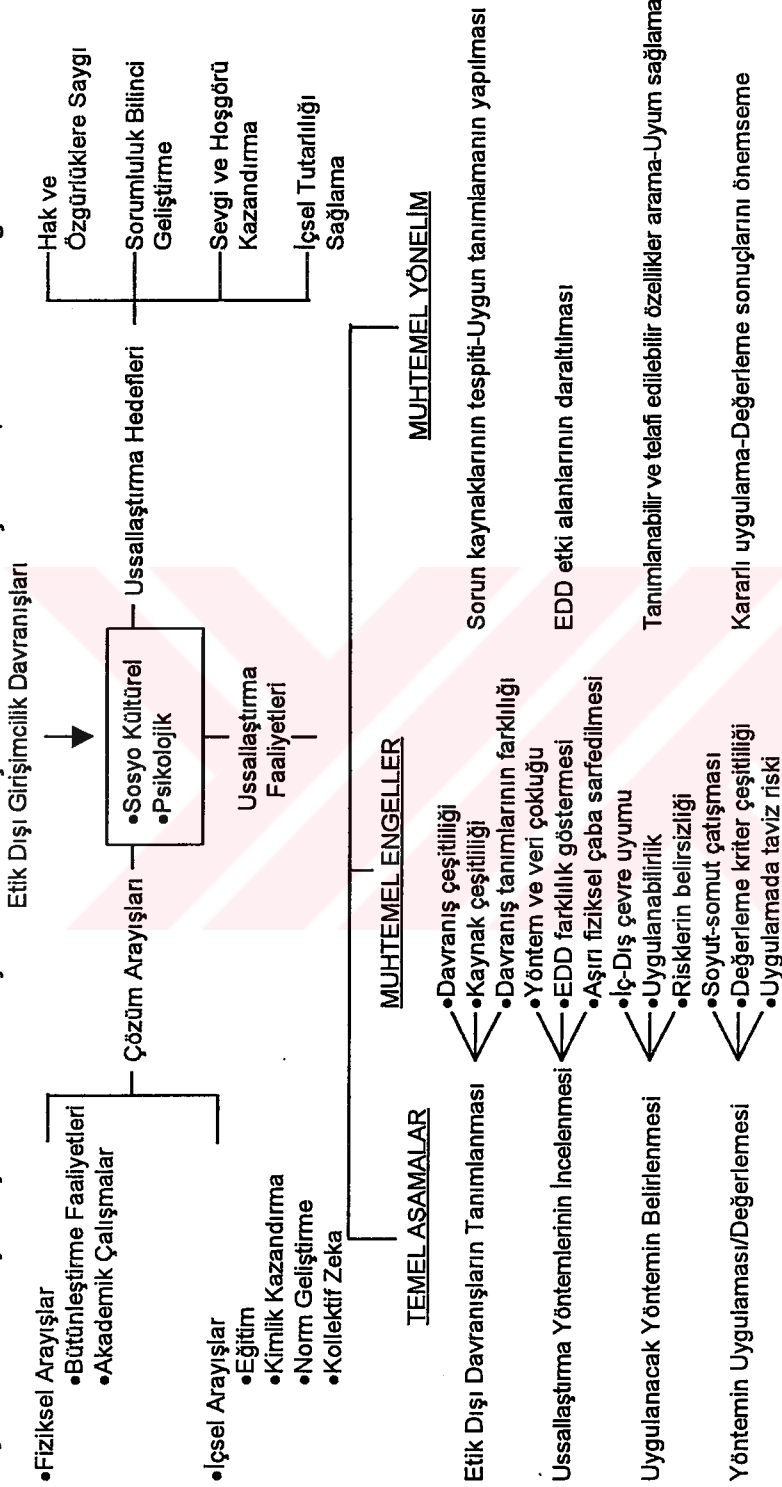 Etik Dışı Girişimcilik Davranışları
•Fiziksel Arayışlar
•Bütünleştirme Faaliyetleri
•Akademik Çalışmalar
•İçsel Arayışlar
•Eğitim
•Kimlik Kazandırma
•Norm Geliştirme
•Kollektif Zeka
Çözüm Arayışları
•Sosyo Kültürel
•Psikolojik
Ussallaştırma Hedefleri
Hak ve
Özgürlüklere Saygı
Sorumluluk Bilinci
Geliştirme
Sevgi ve Hoşgörü
Kazandırma
İçsel Tutarlılığı
Sağlama
Ussallaştırma
Faaliyetleri
TEMEL AŞAMALAR
MUHTEMEL ENGELLER
MUHTEMEL YÖNELİM
Etik Dışı Davranışların Tanımlanması
•Davranış çeşitliliği
•Kaynak çeşitliliği
•Davranış tanımlarının farklılığı
Sorun kaynaklarının tespiti-Uygun tanımlamanın yapılması
Ussallaştırma Yöntemlerinin İncelenmesi
•Yöntem ve veri çokluğu
•EDD farklılık göstermesi
•Aşırı fiziksel çaba sarfedilmesi
EDD etki alanlarının daraltılması
Uygulanacak Yöntemin Belirlenmesi
•İç-Dış çevre uyumu
•Uygulanabilirlik
•Risklerin belirsizliği
Tanımlanabilir ve telafi edilebilir özellikler arama-Uyum sağlama
Yöntemin Uygulaması/Değerlemesi
•Soyut-somut çatışması
•Değerleme kriter çeşitliliği
•Uygulamada taviz riski
Kararlı uygulama-Değerleme sonuçlarını önemseme